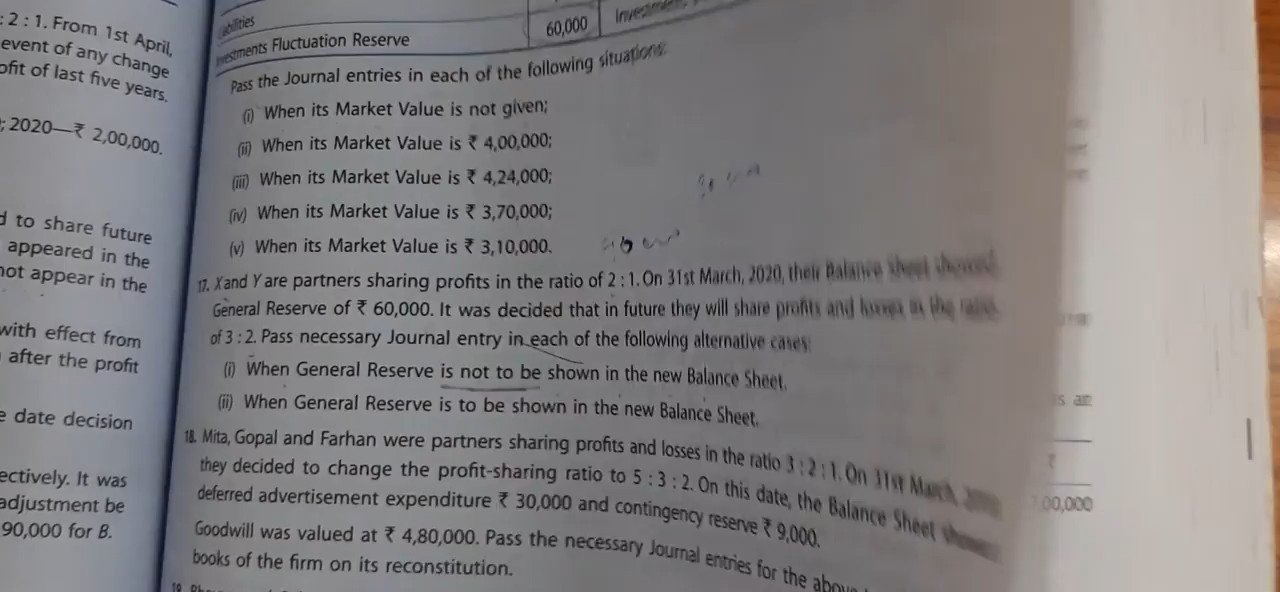 : 2 : 1. From 1st April,
event of any change
ofit of last five years.
; 2020—₹ 2,00,000.
d to share future
appeared in the
not appear in the
with effect from
after the profit
e date decision
ectively. It was
adjustment be
90,000 for B.
Fluctuation Reserve 60,000
Pass the Journal entries in each of the following situations:
(i) When its Market Value is not given;
(ii) When its Market Value is ₹ 4,00,000;
(iii) When its Market Value is ₹ 4,24,000;
(iv) When its Market Value is ₹ 3,70,000;
(v) When its Market Value is ₹ 3,10,000.
17. X and Y are partners sharing profits in the ratio of 2 : 1. On 31st March, 2020, their Balance Sheet showed
General Reserve of ₹ 60,000. It was decided that in future they will share profits and losses in the ratio
of 3 : 2. Pass necessary Journal entry in each of the following alternative cases:
(i) When General Reserve is not to be shown in the new Balance Sheet.
(ii) When General Reserve is to be shown in the new Balance Sheet.
18. Mita, Gopal and Farhan were partners sharing profits and losses in the ratio 3 : 2 : 1. On 31st March,
they decided to change the profit-sharing ratio to 5 : 3 : 2. On this date, the Balance Sheet showed
deferred advertisement expenditure ₹ 30,000 and contingency reserve ₹ 9,000.
Goodwill was valued at ₹ 4,80,000. Pass the necessary Journal entries for the above
books of the firm on its reconstitution.
s an
₹
00,000